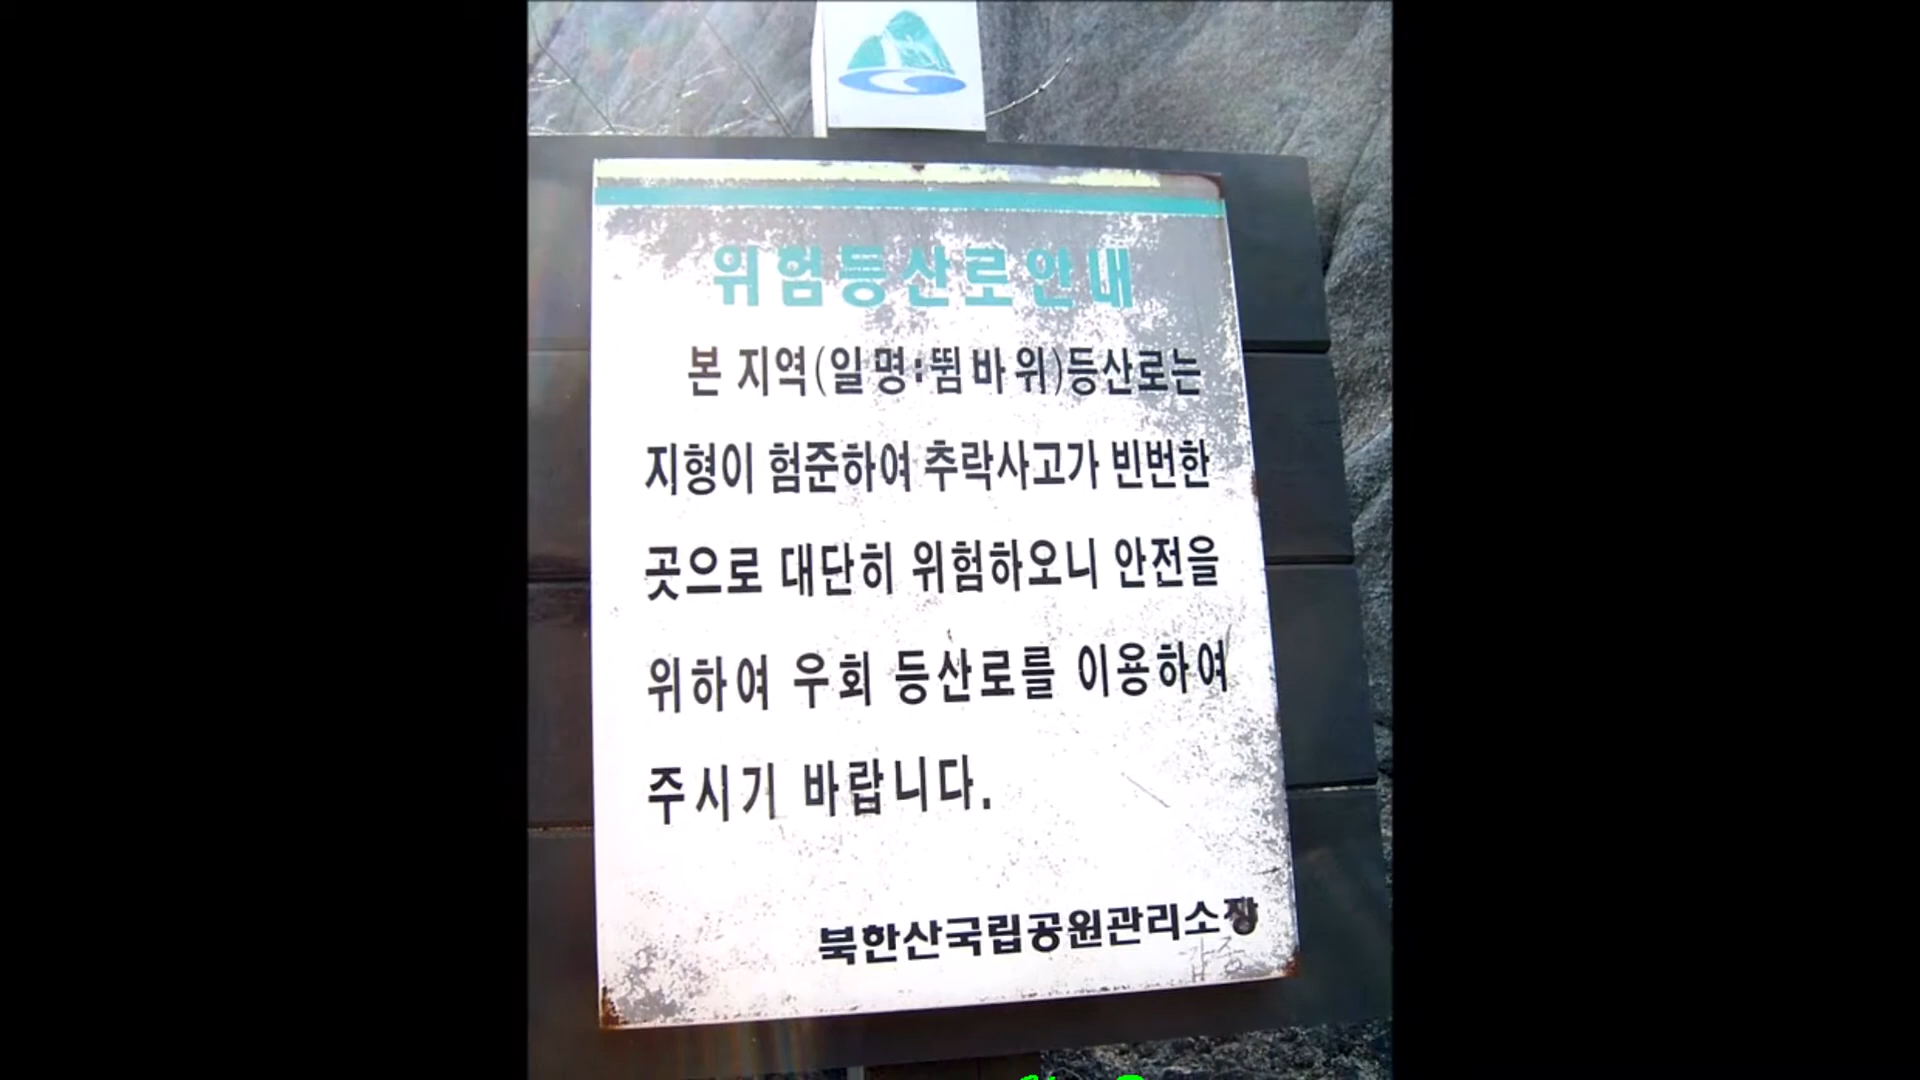 위험등산로안내
본 지역(일명:뜀바위)등산로는
지형이 험준하여 추락사고가 빈번한
곳으로 대단히 위험하오니 안전을
위하여 우회 등산로를 이용하여
주시기 바랍니다.
북한산국립공원관리소장